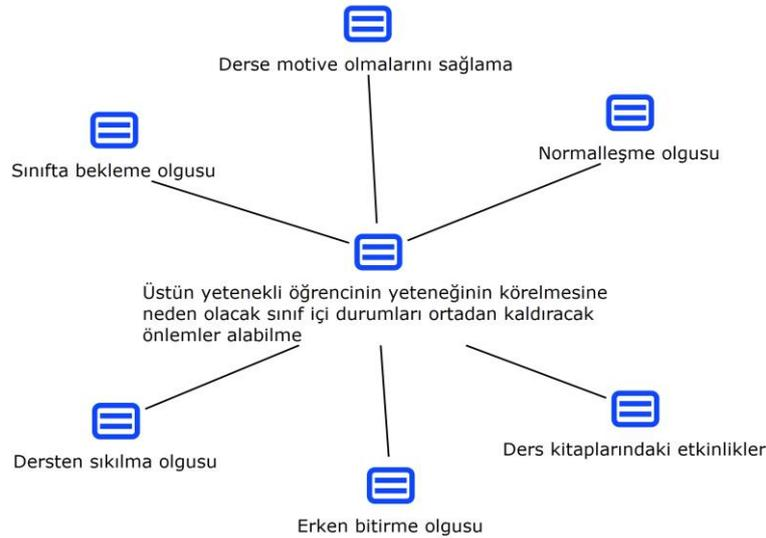 Derse motive olmalarını sağlama
Normalleşme olgusu
Sınıfta bekleme olgusu
Üstün yetenekli öğrencinin yeteneğinin körelmesine
neden olacak sınıf içi durumları ortadan kaldıracak
önlemler alabilme
Ders kitaplarındaki etkinlikler
Dersten sıkılma olgusu
Erken bitirme olgusu